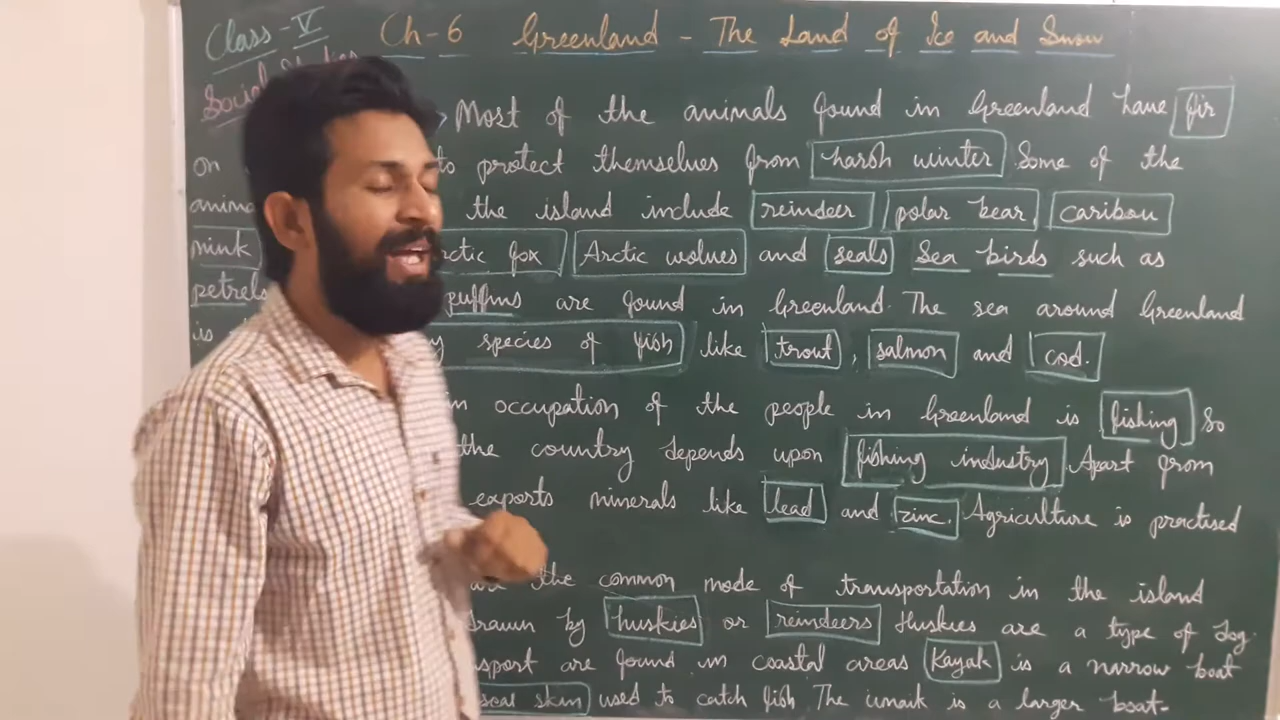 Class-V Ch-6 Greenland - The Land of Ice and Snow
Social
Most of the animals found in Greenland have fir
on to protect themselves from harsh winter Some of the
the island include reindeer polar bear, caribou
mink fox Arctic wolves and seals Sea birds such as
petrels puffins are found in Greenland. The sea around Greenland
is species of fish like trout, salmon and cod.
occupation of the people in Greenland is fishing So
the country depends upon fishing industry. Apart from
exports minerals like lead and zinc. Agriculture is practised
the common mode of transportation in the island
drawn by huskies or reindeers Huskies are a type of dog.
are found in coastal areas Kayak is a narrow boat
seal skin used to catch fish. The umaik is a larger boat-